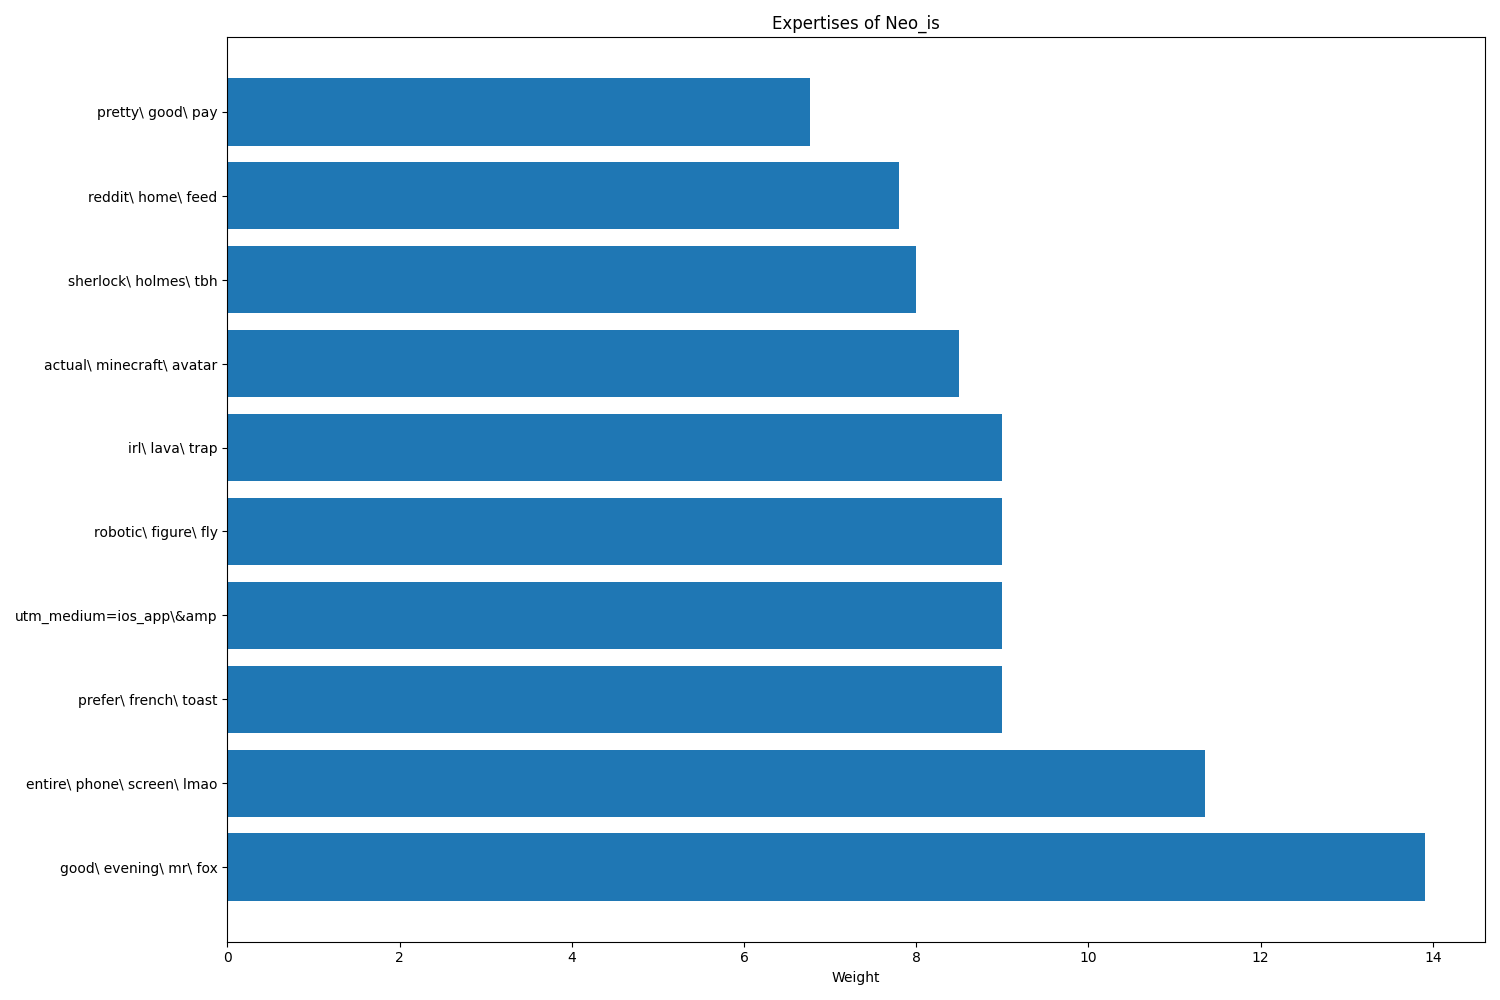 Expertises of Neo_is
pretty\ good\ pay
reddit\ home\ feed
sherlock\ holmes\ tbh
actual\ minecraft\ avatar
irl\ lava\ trap
robotic\ figure\ fly
utm_medium=ios_app\&amp
prefer\ french\ toast
entire\ phone\ screen\ lmao
good\ evening\ mr\ fox
0 2 4 6 8 10 12 14
Weight